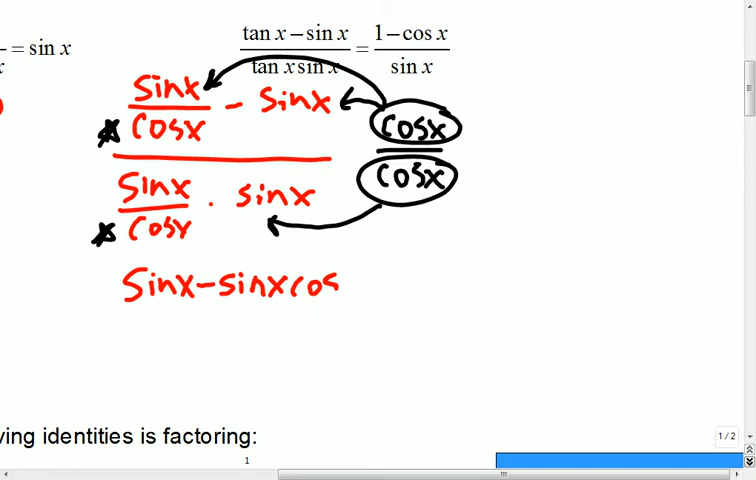 = sin x
x
tan x – sin x / tan x sin x = 1 – cos x / sin x
sinx / cosx - sinx
cosx / cosx
sinx / cosx · sinx
sinx-sinxcos
ving identities is factoring:
1 / 2
1